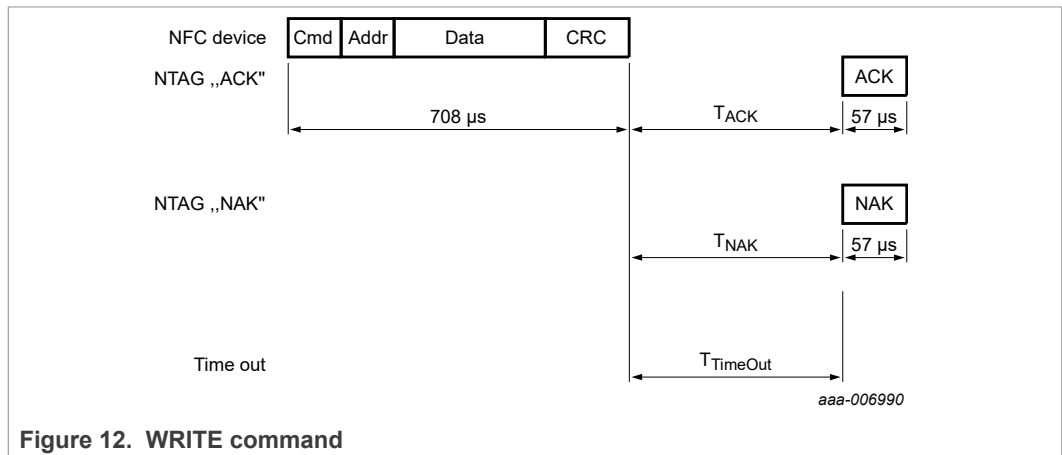 NFC device Cmd Addr Data CRC
NTAG ,,ACK" ACK
708 µs TACK 57 µs
NTAG ,,NAK" NAK
TNAK 57 µs
Time out TTimeOut
aaa-006990
Figure 12. WRITE command